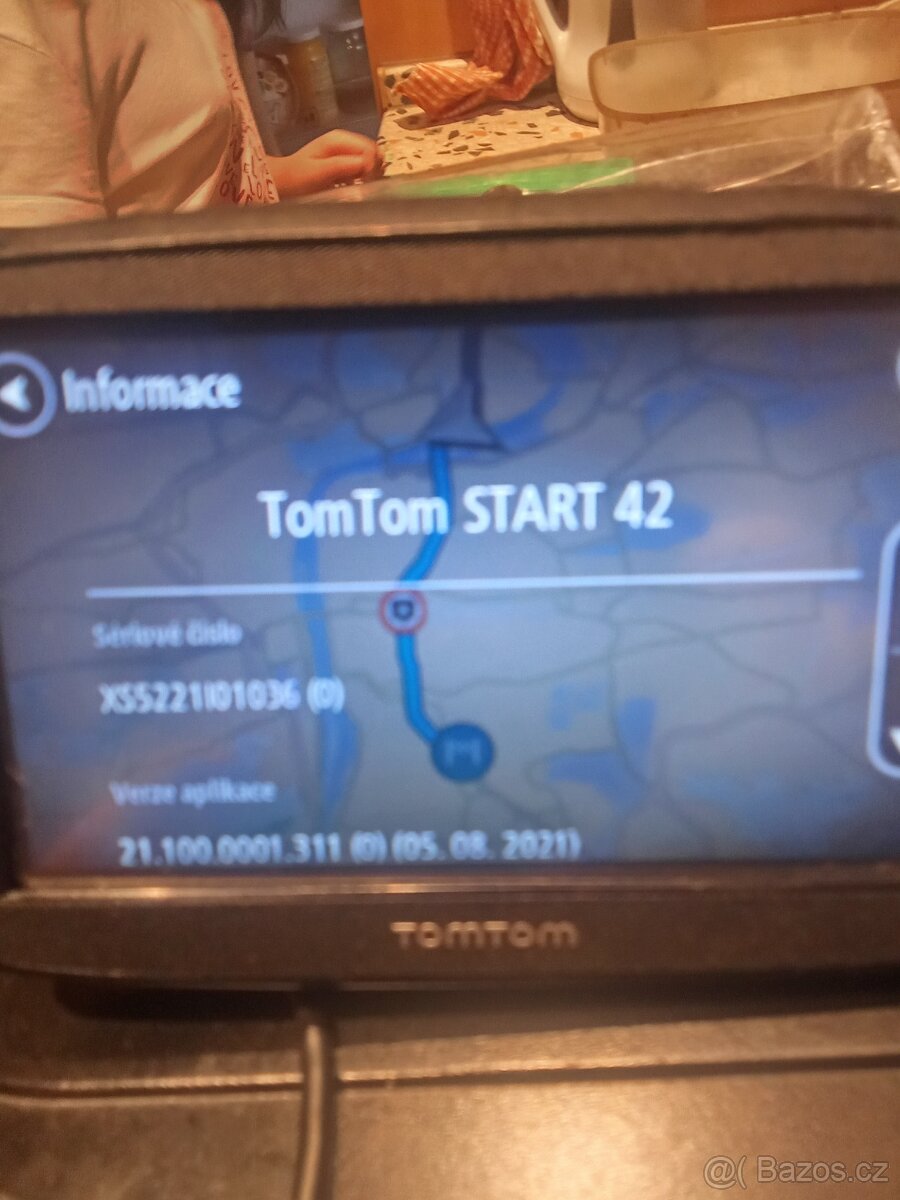 Informace
TomTom START 42
Sériové číslo
XS5221I01036 (0)
Verze aplikace
21.100.0001.311 (0) (05. 08. 2021)
TOMTOM
@( Bazos.cz